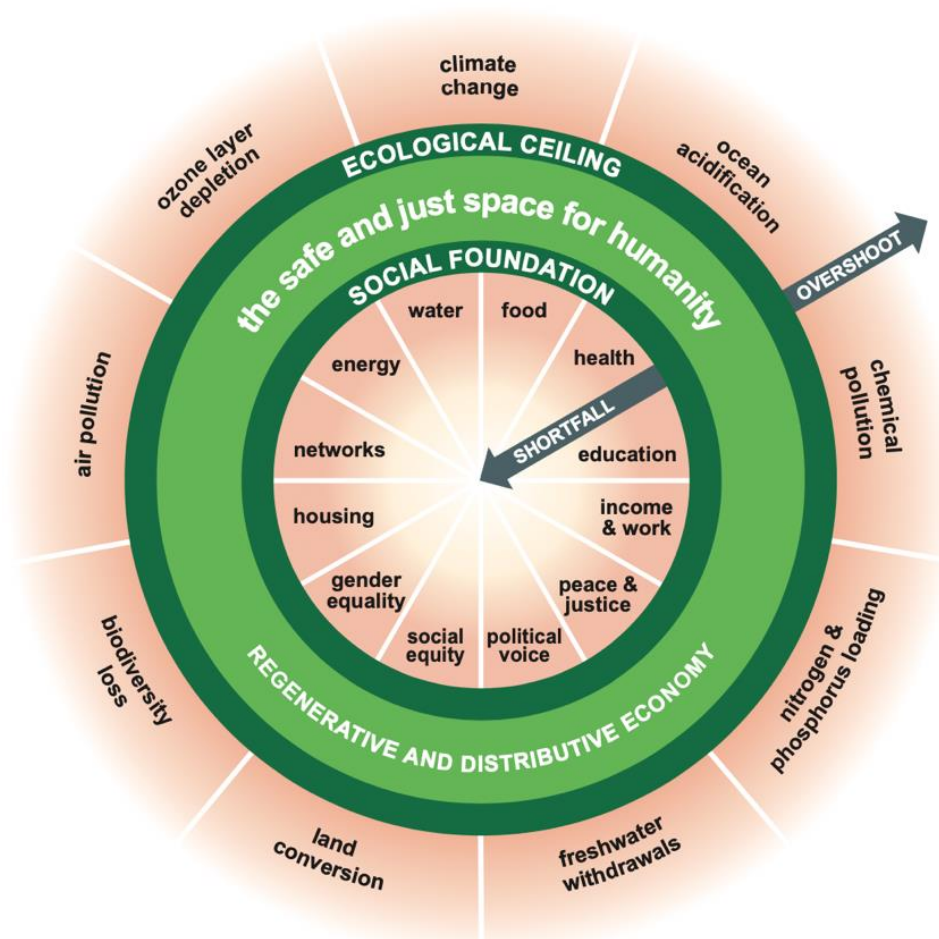 climate
change
ocean
acidification
chemical
pollution
nitrogen &
phosphorus loading
freshwater
withdrawals
land
conversion
biodiversity
loss
air pollution
ozone layer
depletion
ECOLOGICAL CEILING
the safe and just space for humanity
SOCIAL FOUNDATION
OVERSHOOT
SHORTFALL
water
food
health
education
income
& work
peace &
justice
political
voice
social
equity
gender
equality
housing
networks
energy
REGENERATIVE AND DISTRIBUTIVE ECONOMY